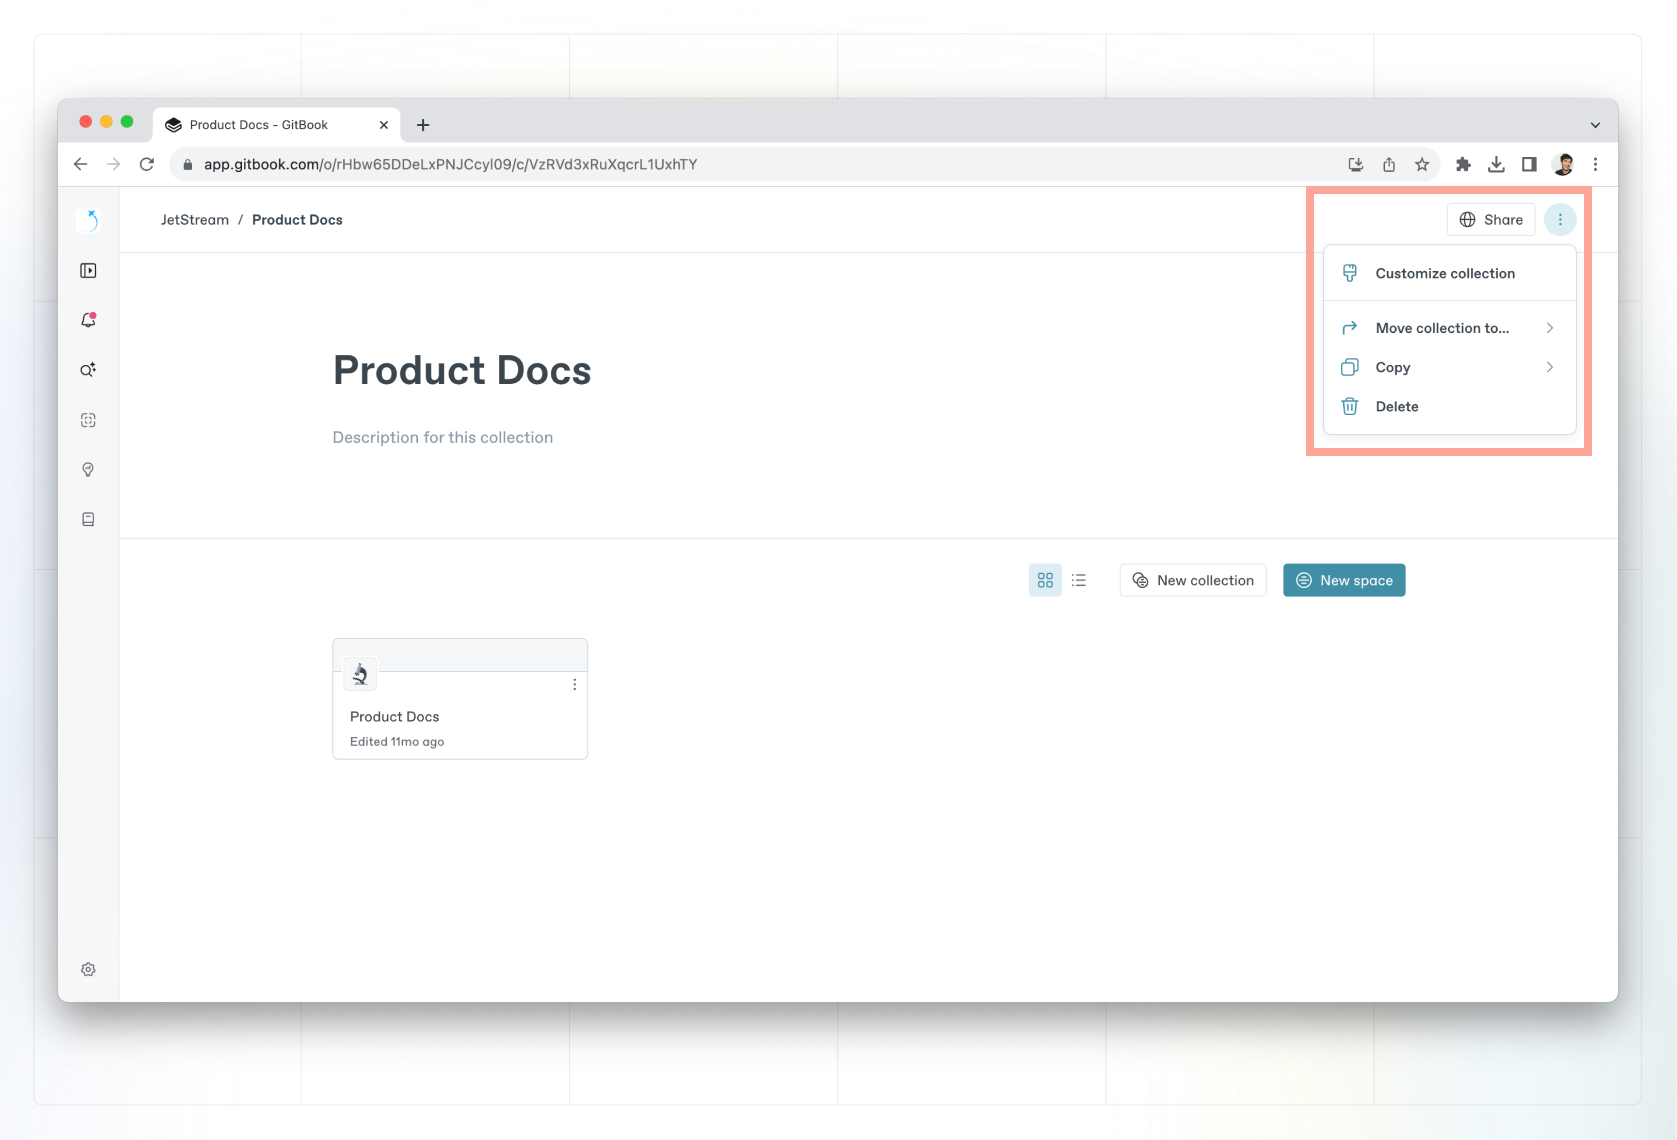 Product Docs - GitBook
app.gitbook.com/o/rHbw65DDeLxPNJCcyl09/c/VzRVd3xRuXqcrL1UxhTY
JetStream / Product Docs
Share
Customize collection
Move collection to...
Copy
Delete
Product Docs
Description for this collection
New collection
New space
Product Docs
Edited 11mo ago